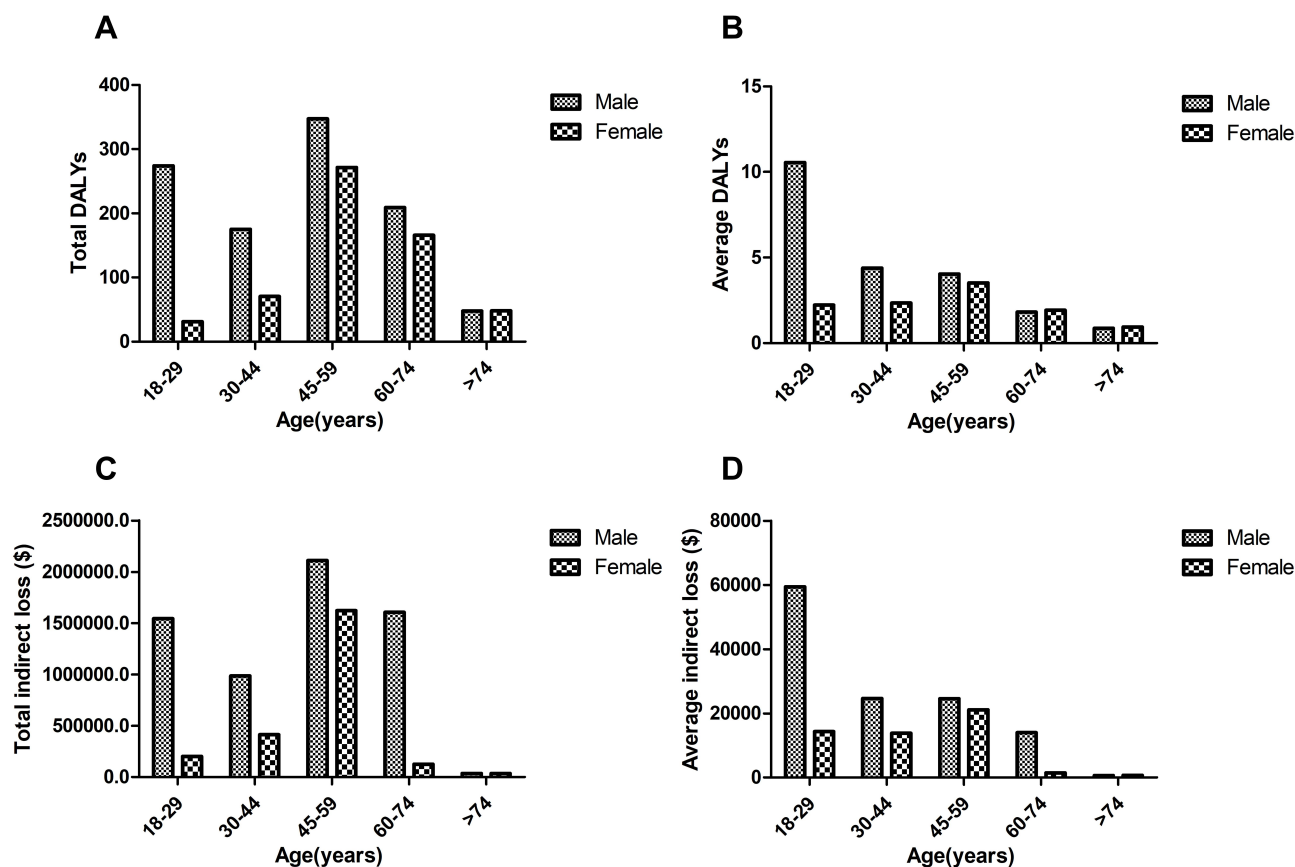 A
Total DALYs
400
300
200
100
0
18-29
30-44
45-59
60-74
>74
Age(years)
Male
Female
B
Average DALYs
15
10
5
0
18-29
30-44
45-59
60-74
>74
Age(years)
Male
Female
C
Total indirect loss ($)
2500000.0
2000000.0
1500000.0
1000000.0
500000.0
0.0
18-29
30-44
45-59
60-74
>74
Age(years)
Male
Female
D
Average indirect loss ($)
80000
60000
40000
20000
0
18-29
30-44
45-59
60-74
>74
Age(years)
Male
Female